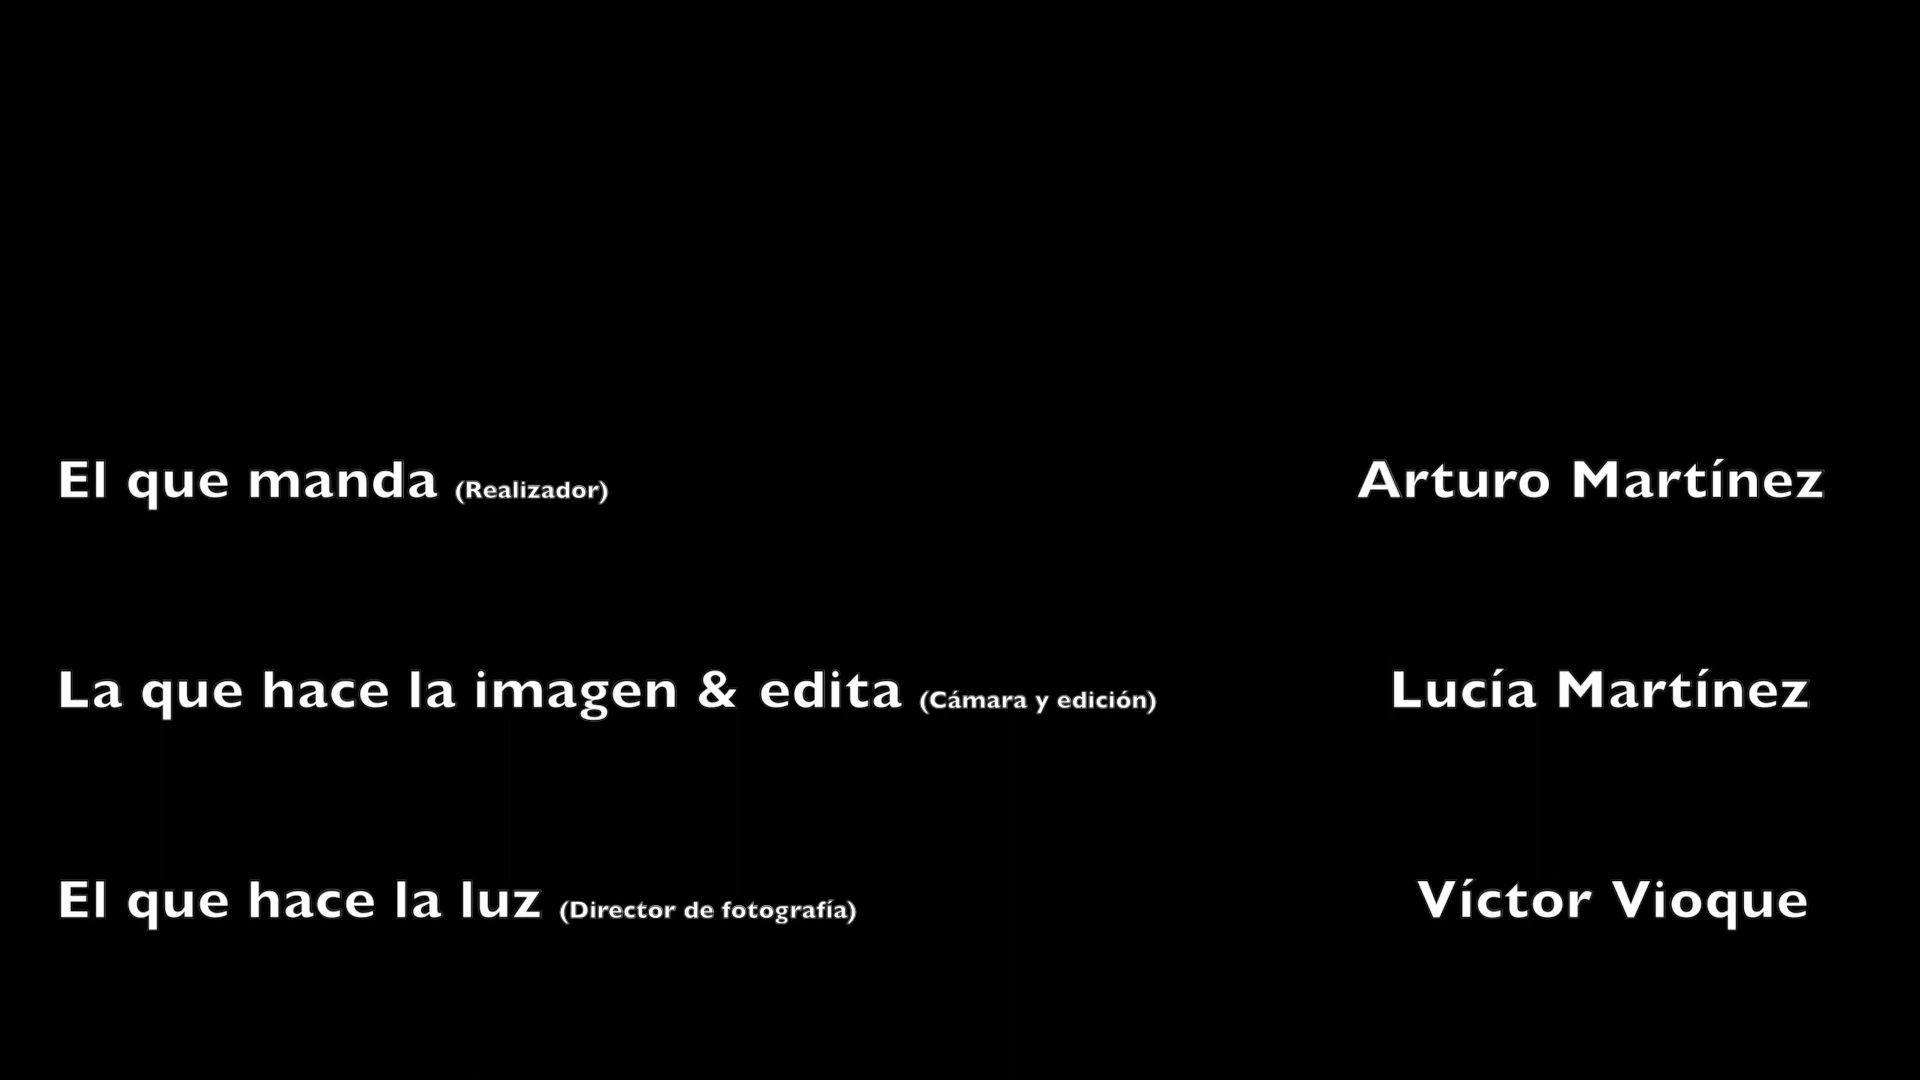 El que manda (Realizador) Arturo Martínez
La que hace la imagen & edita (Cámara y edición) Lucía Martínez
El que hace la luz (Director de fotografía) Víctor Vioque